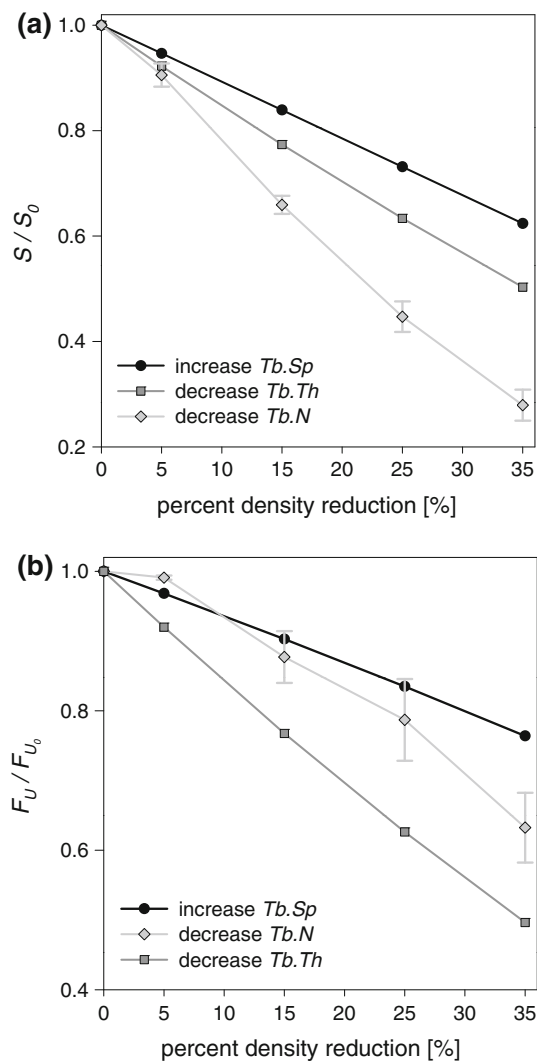 (a)
1.0
0.8
0.6
0.4
0.2
S / S0
increase Tb.Sp
decrease Tb.Th
decrease Tb.N
0 5 10 15 20 25 30 35
percent density reduction [%]
(b)
1.0
0.8
0.6
0.4
FU / FU0
increase Tb.Sp
decrease Tb.N
decrease Tb.Th
0 5 10 15 20 25 30 35
percent density reduction [%]